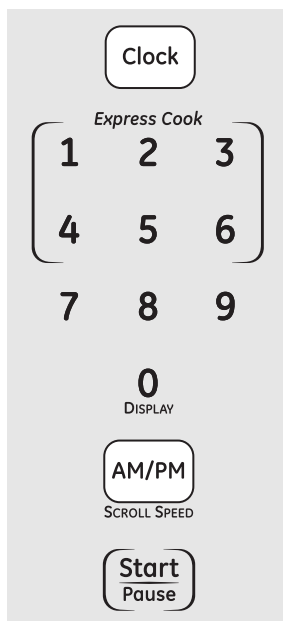 Clock
Express Cook
1 2 3
4 5 6
7 8 9
0
DISPLAY
AM/PM
SCROLL SPEED
Start
Pause